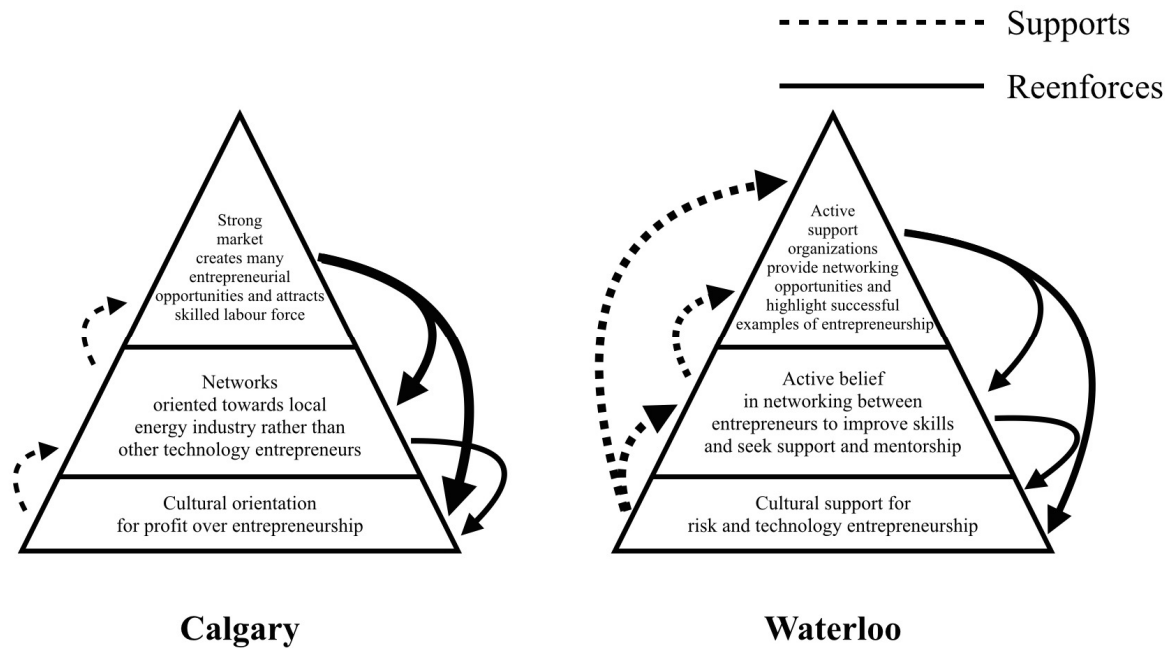 Supports
Reenforces
Strong
market
creates many
entrepreneurial
opportunities and attracts
skilled labour force
Networks
oriented towards local
energy industry rather than
other technology entrepreneurs
Cultural orientation
for profit over entrepreneurship
Calgary
Active
support
organizations
provide networking
opportunities and
highlight successful
examples of entrepreneurship
Active belief
in networking between
entrepreneurs to improve skills
and seek support and mentorship
Cultural support for
risk and technology entrepreneurship
Waterloo